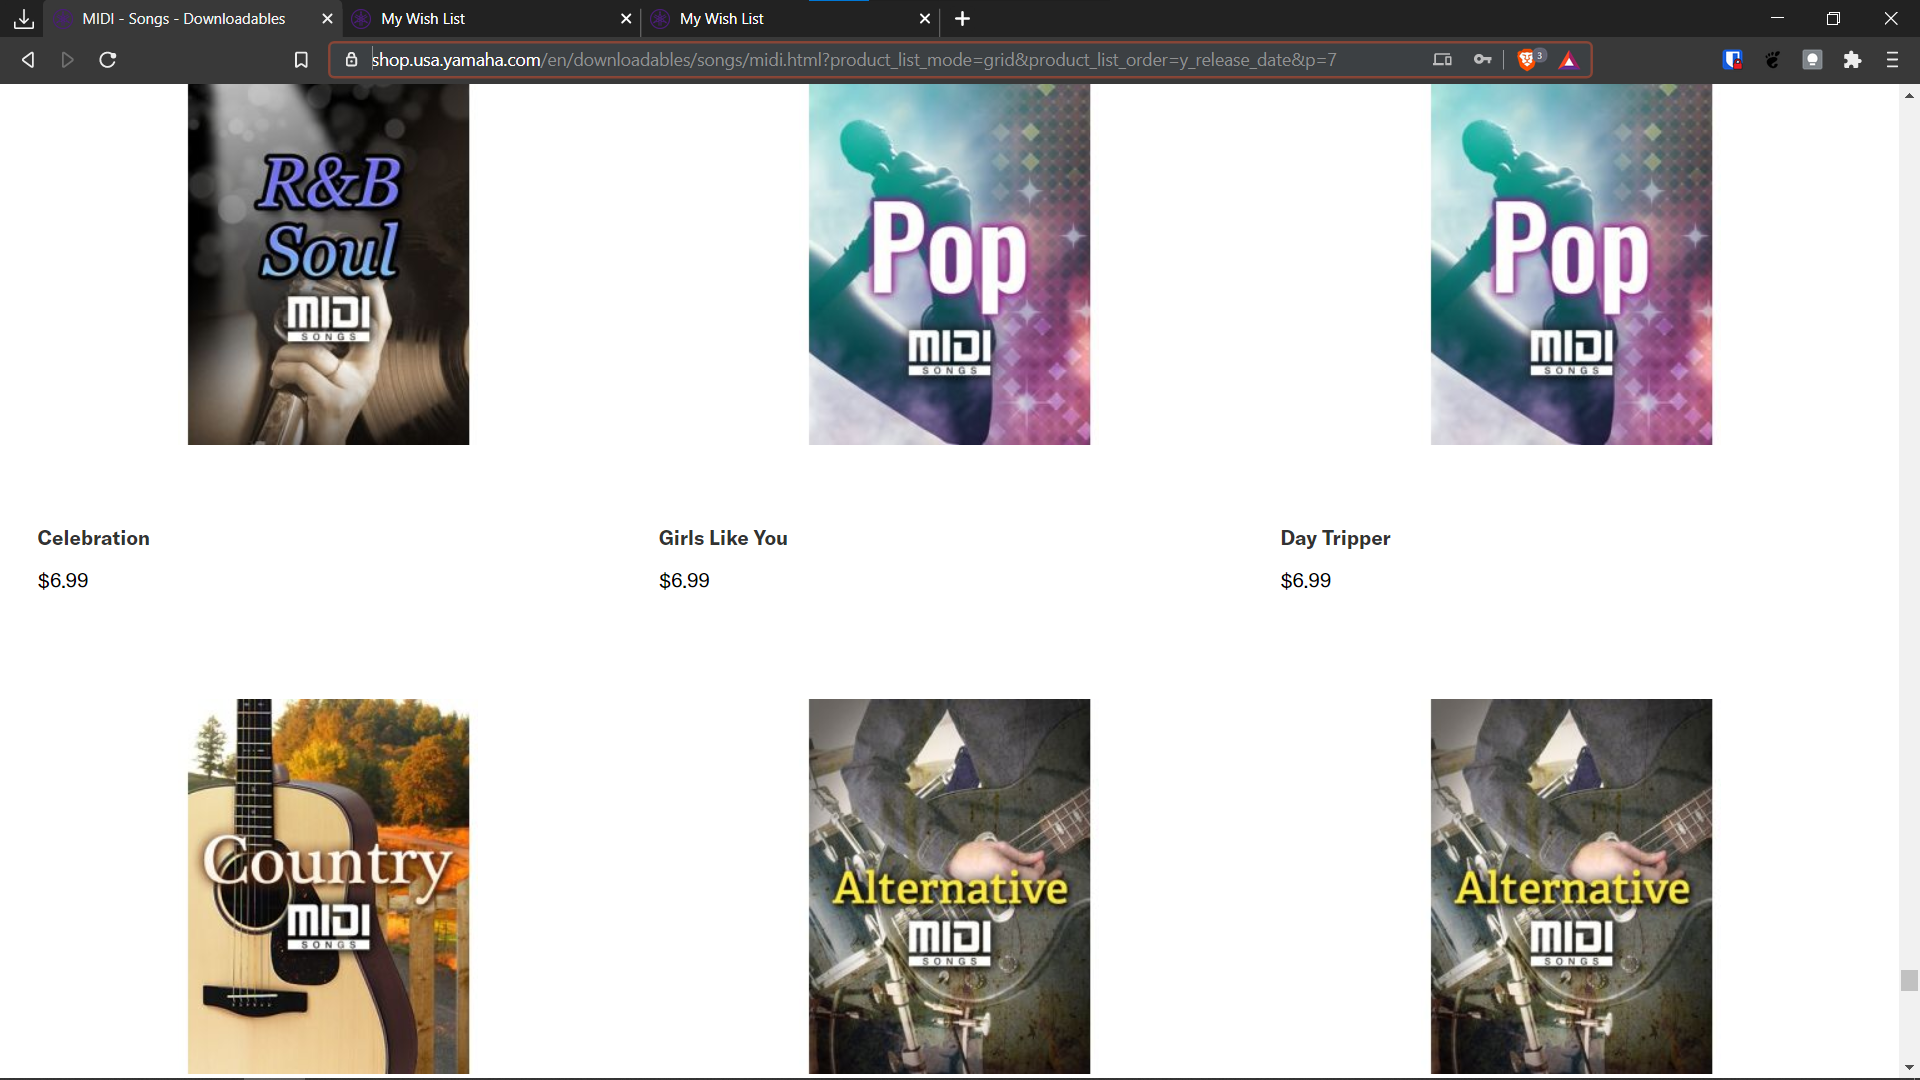 MIDI - Songs - Downloadables
My Wish List
My Wish List
shop.usa.yamaha.com/en/downloadables/songs/midi.html?product_list_mode=grid&product_list_order=y_release_date&p=7
3
R&B
Soul
MIDI
SONGS
Pop
MIDI
SONGS
Pop
MIDI
SONGS
Celebration
$6.99
Girls Like You
$6.99
Day Tripper
$6.99
Country
MIDI
SONGS
Alternative
MIDI
SONGS
Alternative
MIDI
SONGS